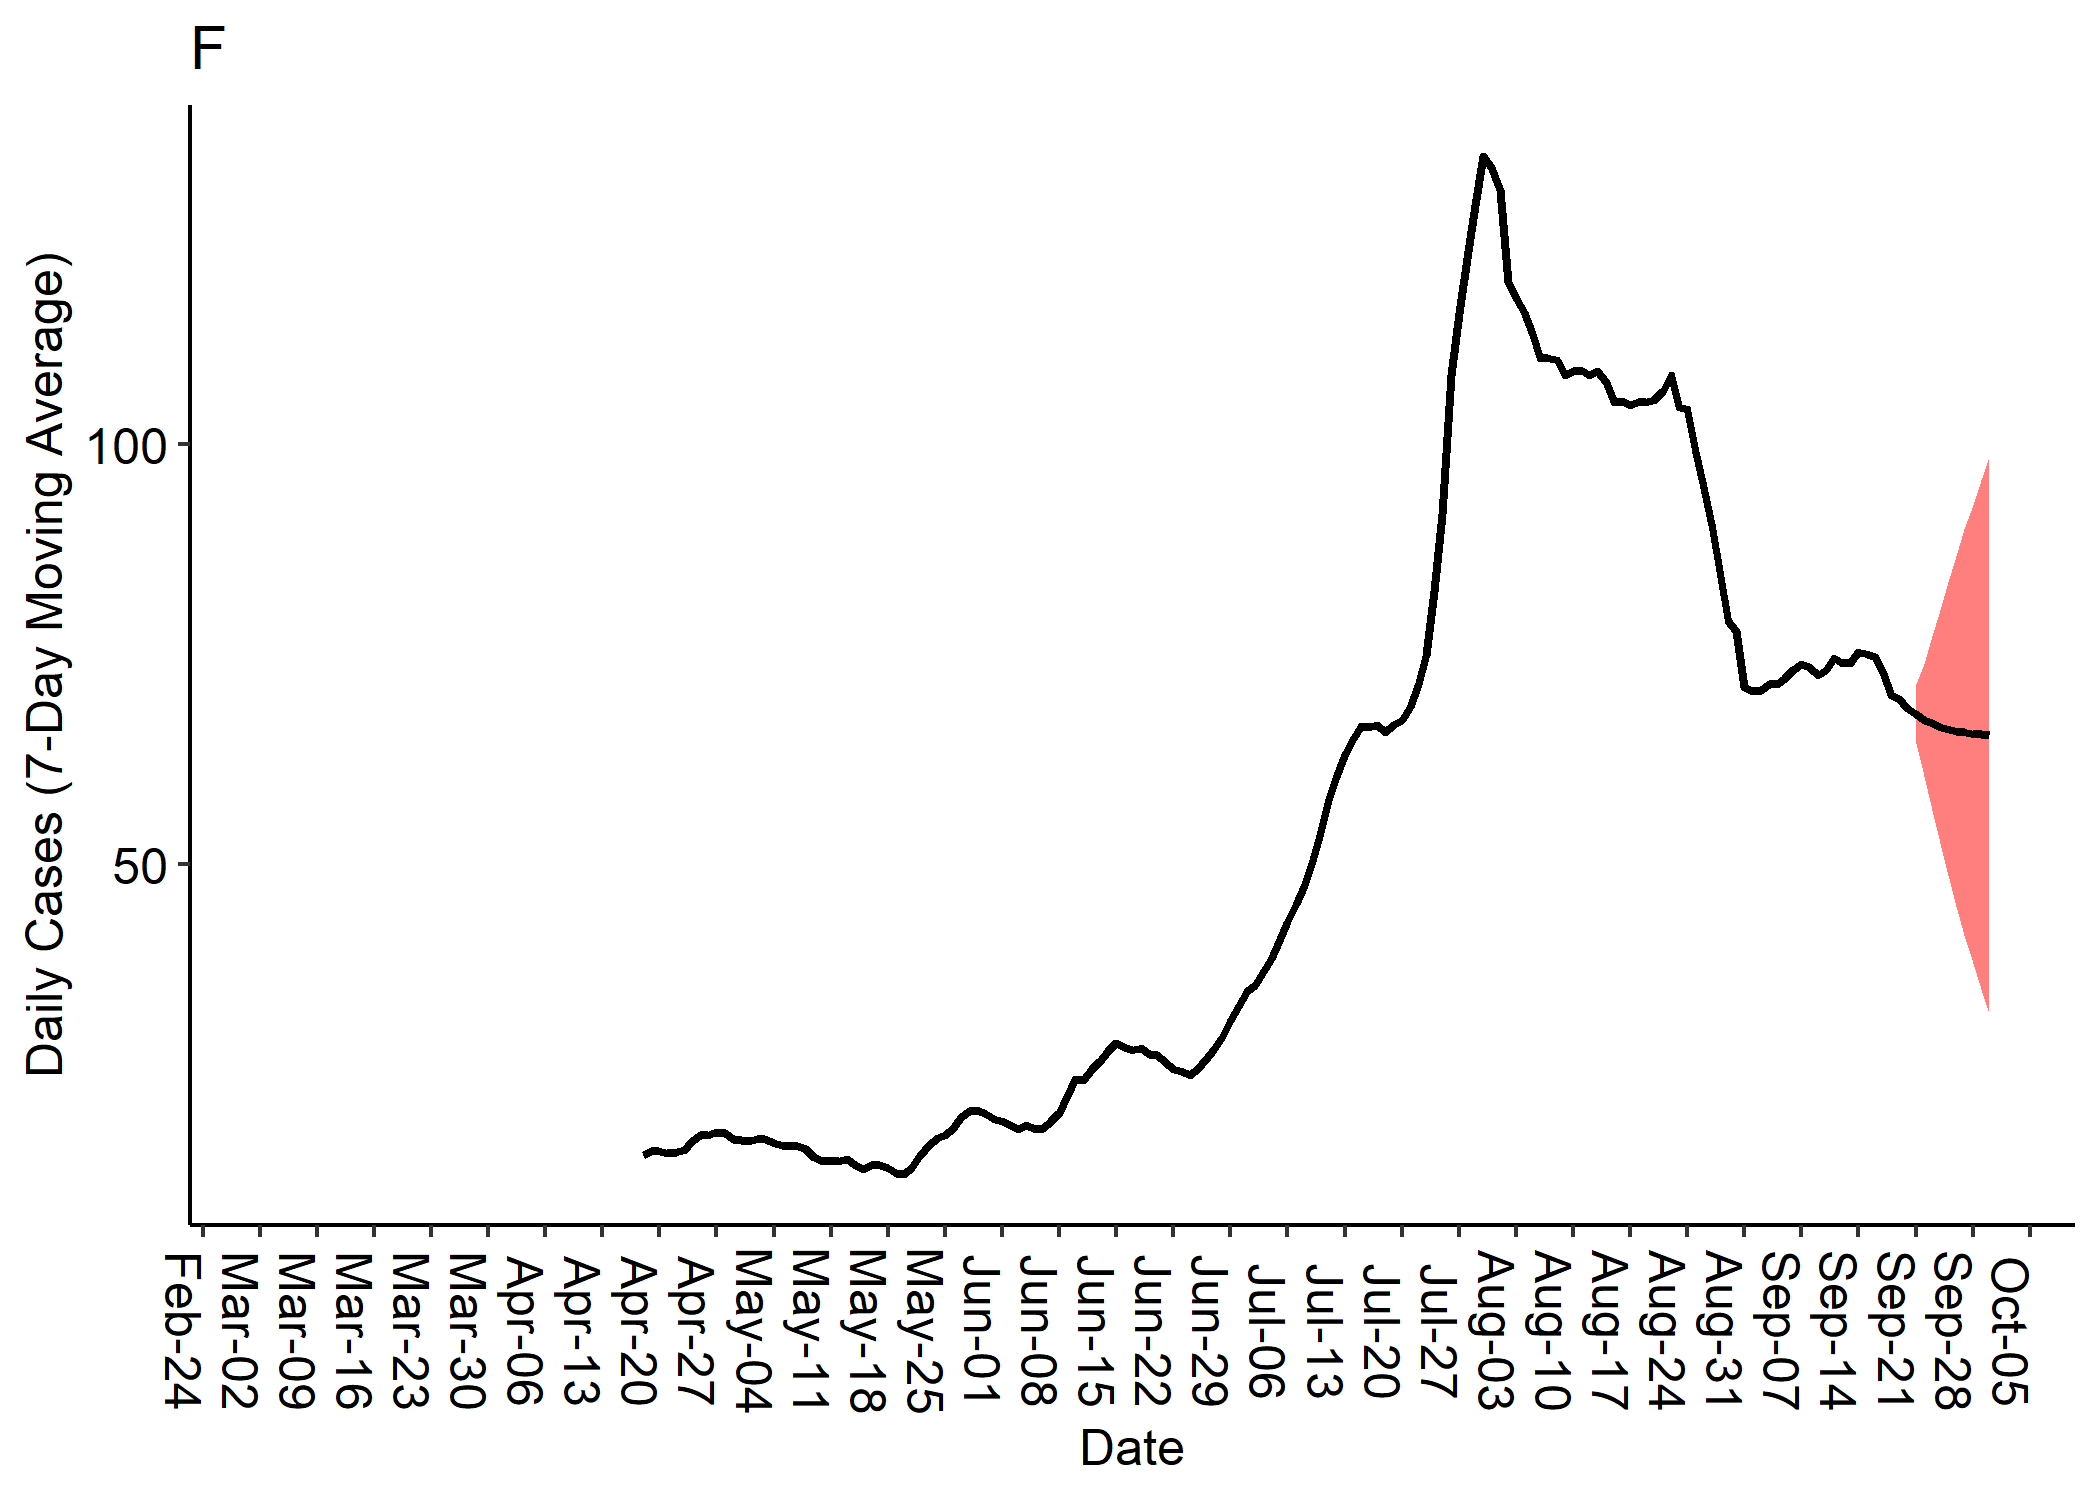 F
Daily Cases (7-Day Moving Average)
100
50
Feb-24
Mar-02
Mar-09
Mar-16
Mar-23
Mar-30
Apr-06
Apr-13
Apr-20
Apr-27
May-04
May-11
May-18
May-25
Jun-01
Jun-08
Jun-15
Jun-22
Jun-29
Jul-06
Jul-13
Jul-20
Jul-27
Aug-03
Aug-10
Aug-17
Aug-24
Aug-31
Sep-07
Sep-14
Sep-21
Sep-28
Oct-05
Date